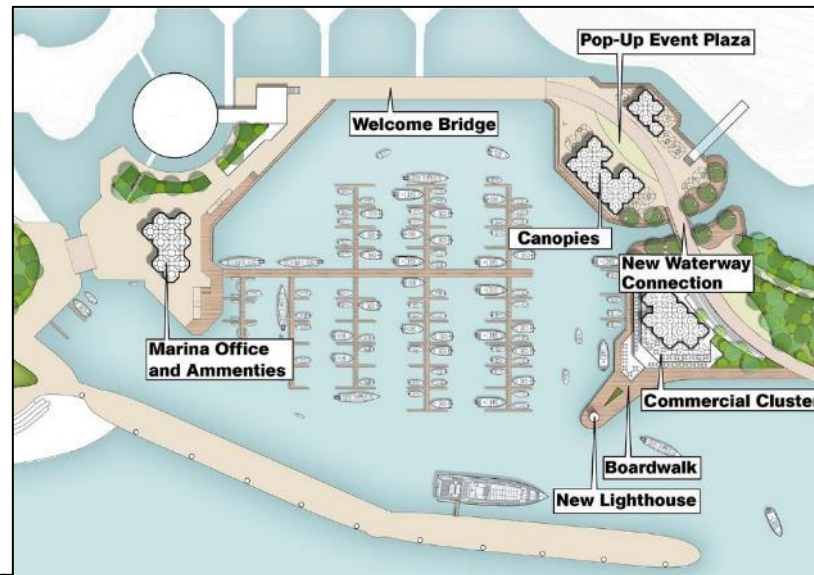 Pop-Up Event Plaza
Welcome Bridge
Canopies
New Waterway
Connection
Marina Office
and Ammenties
Commercial Cluster
Boardwalk
New Lighthouse